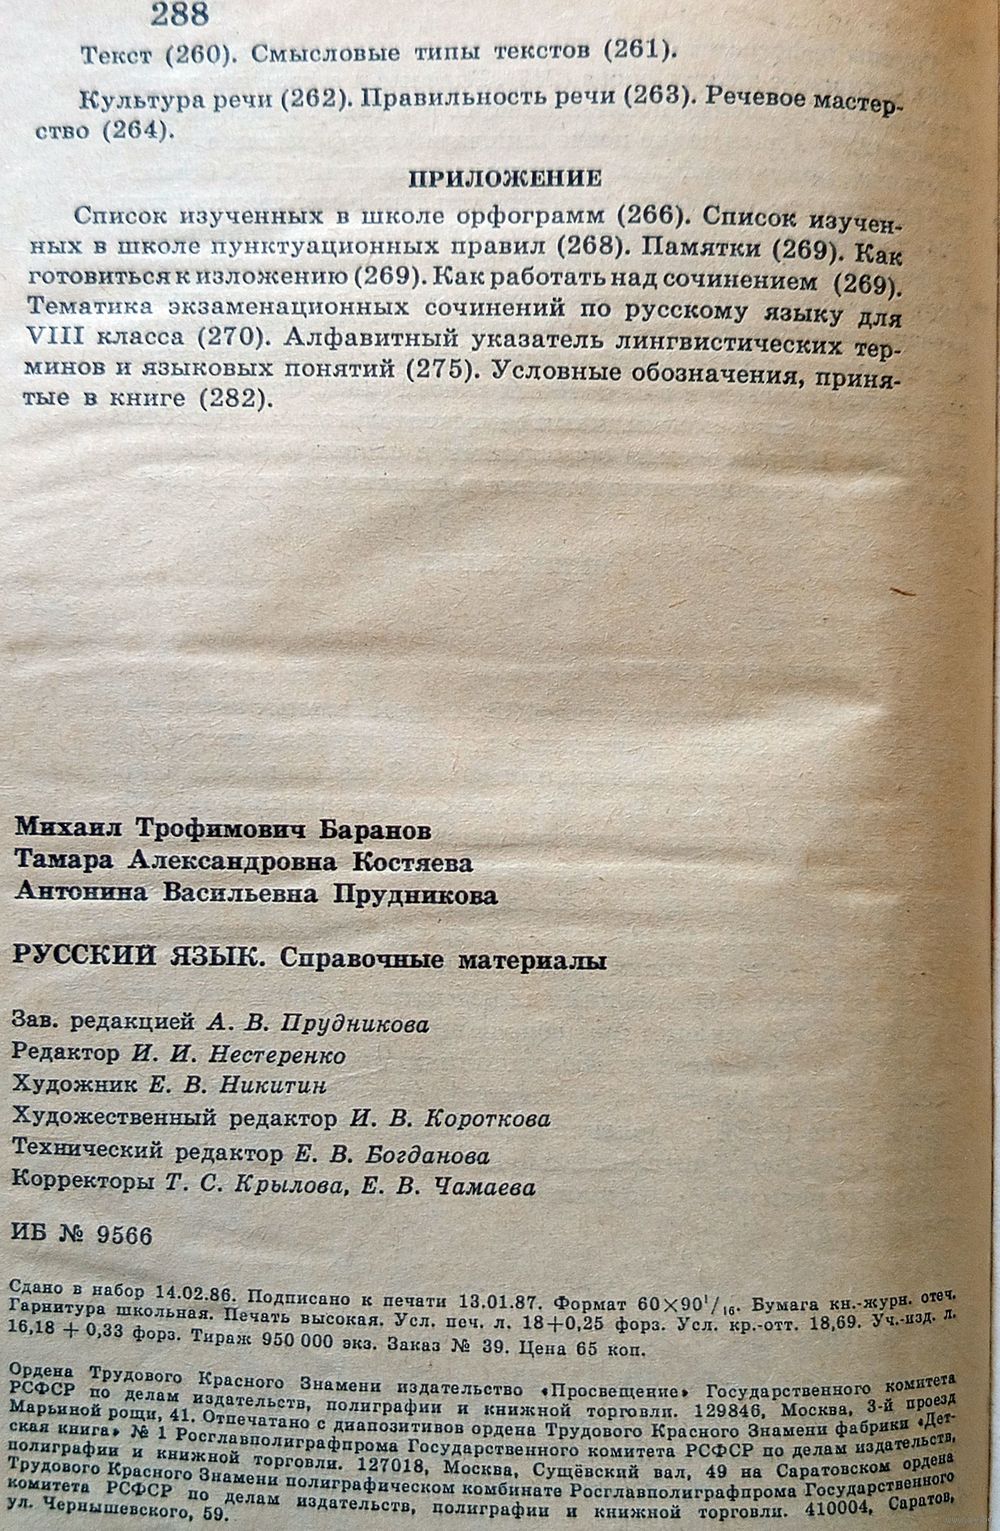 288
Текст (260). Смысловые типы текстов (261).
Культура речи (262). Правильность речи (263). Речевое мастер-
ство (264).
ПРИЛОЖЕНИЕ
Список изученных в школе орфограмм (266). Список изучен-
ных в школе пунктуационных правил (268). Памятки (269). Как
готовиться к изложению (269). Как работать над сочинением (269).
Тематика экзаменационных сочинений по русскому языку для
VIII класса (270). Алфавитный указатель лингвистических тер-
минов и языковых понятий (275). Условные обозначения, приня-
тые в книге (282).
Михаил Трофимович Баранов
Тамара Александровна Костяева
Антонина Васильевна Прудникова
РУССКИЙ ЯЗЫК. Справочные материалы
Зав. редакцией А. В. Прудникова
Редактор И. И. Нестеренко
Художник Е. В. Никитин
Художественный редактор И. В. Короткова
Технический редактор Е. В. Богданова
Корректоры Т. С. Крылова, Е. В. Чамаева
ИБ № 9566
Сдано в набор 14.02.86. Подписано к печати 13.01.87. Формат 60×90¹/₁₆. Бумага кн.-журн. отеч.
Гарнитура школьная. Печать высокая. Усл. печ. л. 18+0,25 форз. Усл. кр.-отт. 18,69. Уч.-изд. л.
16,18 + 0,33 форз. Тираж 950 000 экз. Заказ № 39. Цена 65 коп.
Ордена Трудового Красного Знамени издательство «Просвещение» Государственного комитета
РСФСР по делам издательств, полиграфии и книжной торговли. 129846, Москва, 3-й проезд
Марьиной рощи, 41. Отпечатано с диапозитивов ордена Трудового Красного Знамени фабрики «Дет-
ская книга» № 1 Росглавполиграфпрома Государственного комитета РСФСР по делам издательств,
полиграфии и книжной торговли. 127018, Москва, Сущёвский вал, 49 на Саратовском ордена
Трудового Красного Знамени полиграфическом комбинате Росглавполиграфпрома Государственного
комитета РСФСР по делам издательств, полиграфии и книжной торговли. 410004, Саратов,
ул. Чернышевского, 59.